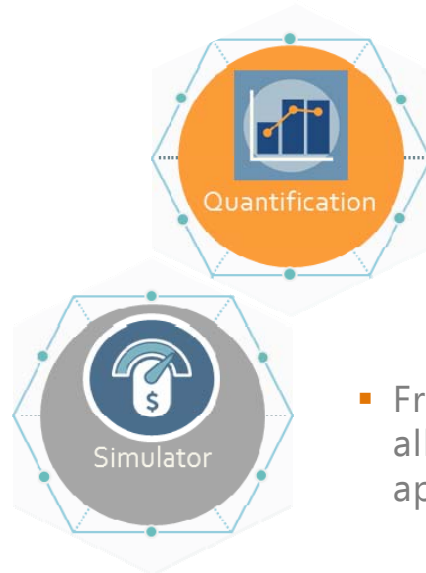 Quantification
$
Simulator
▪ Fr
all
ap